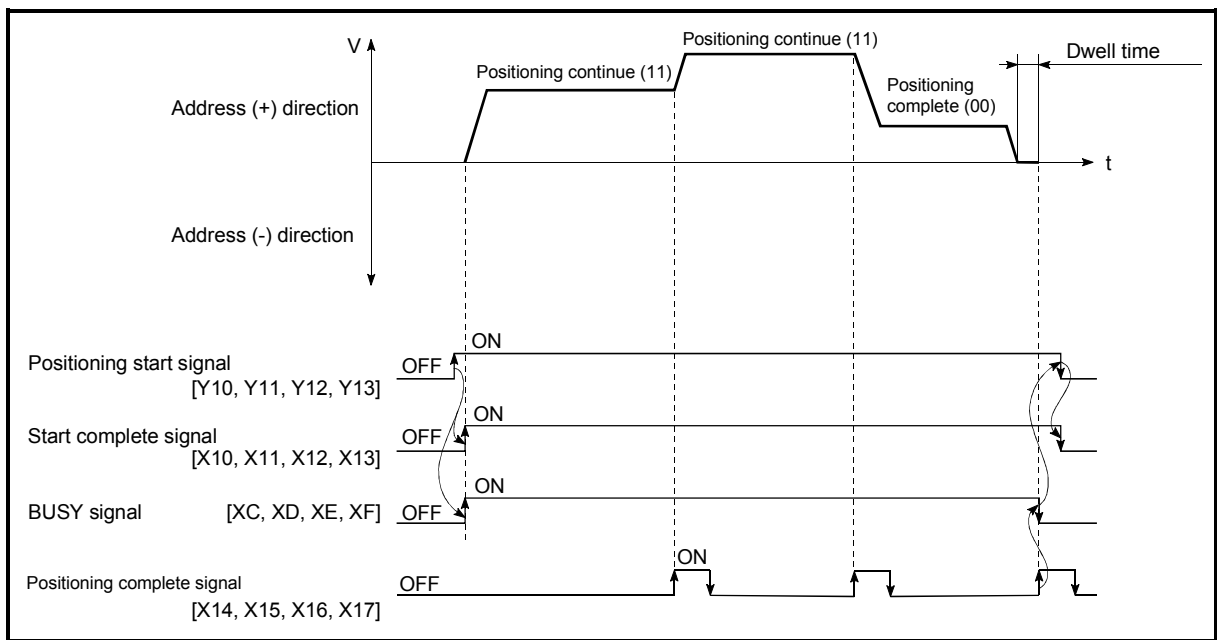 V
Positioning continue (11)
Dwell time
Positioning continue (11)
Positioning
complete (00)
Address (+) direction
t
Address (-) direction
ON
Positioning start signal
OFF
[Y10, Y11, Y12, Y13]
ON
Start complete signal
OFF
[X10, X11, X12, X13]
ON
BUSY signal [XC, XD, XE, XF] OFF
ON
Positioning complete signal
OFF
[X14, X15, X16, X17]